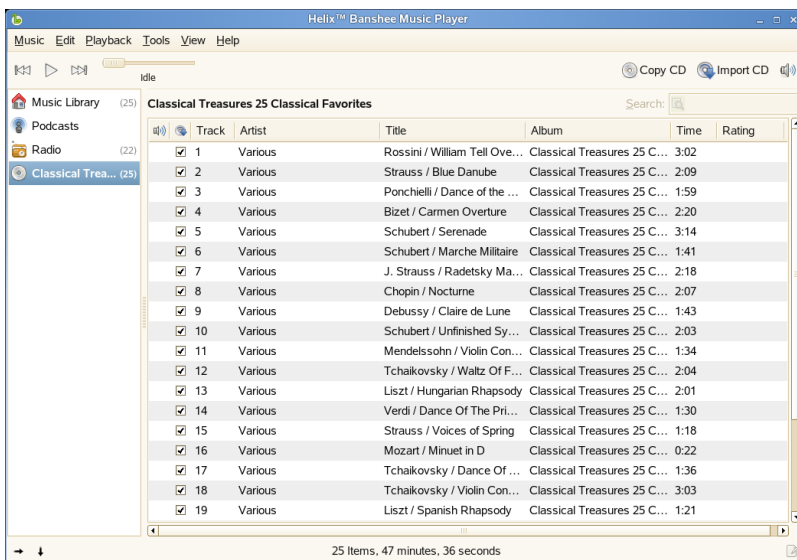 Helix™ Banshee Music Player
Music Edit Playback Tools View Help
Idle
Copy CD Import CD
Music Library (25)
Podcasts
Radio (22)
Classical Trea... (25)
Classical Treasures 25 Classical Favorites Search:
Track Artist Title Album Time Rating
1 Various Rossini / William Tell Ove... Classical Treasures 25 C... 3:02
2 Various Strauss / Blue Danube Classical Treasures 25 C... 2:09
3 Various Ponchielli / Dance of the ... Classical Treasures 25 C... 1:59
4 Various Bizet / Carmen Overture Classical Treasures 25 C... 2:20
5 Various Schubert / Serenade Classical Treasures 25 C... 3:14
6 Various Schubert / Marche Militaire Classical Treasures 25 C... 1:41
7 Various J. Strauss / Radetsky Ma... Classical Treasures 25 C... 2:18
8 Various Chopin / Nocturne Classical Treasures 25 C... 2:07
9 Various Debussy / Claire de Lune Classical Treasures 25 C... 1:43
10 Various Schubert / Unfinished Sy... Classical Treasures 25 C... 2:03
11 Various Mendelssohn / Violin Con... Classical Treasures 25 C... 1:34
12 Various Tchaikovsky / Waltz Of F... Classical Treasures 25 C... 2:04
13 Various Liszt / Hungarian Rhapsody Classical Treasures 25 C... 2:01
14 Various Verdi / Dance Of The Pri... Classical Treasures 25 C... 1:30
15 Various Strauss / Voices of Spring Classical Treasures 25 C... 1:18
16 Various Mozart / Minuet in D Classical Treasures 25 C... 0:22
17 Various Tchaikovsky / Dance Of ... Classical Treasures 25 C... 1:36
18 Various Tchaikovsky / Violin Con... Classical Treasures 25 C... 3:03
19 Various Liszt / Spanish Rhapsody Classical Treasures 25 C... 1:21
25 Items, 47 minutes, 36 seconds